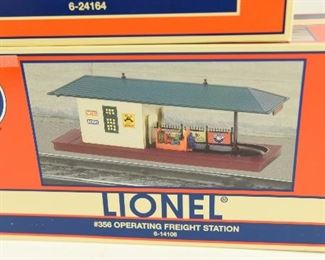 6-24164
LIONEL®
#356 OPERATING FREIGHT STATION
6-14106